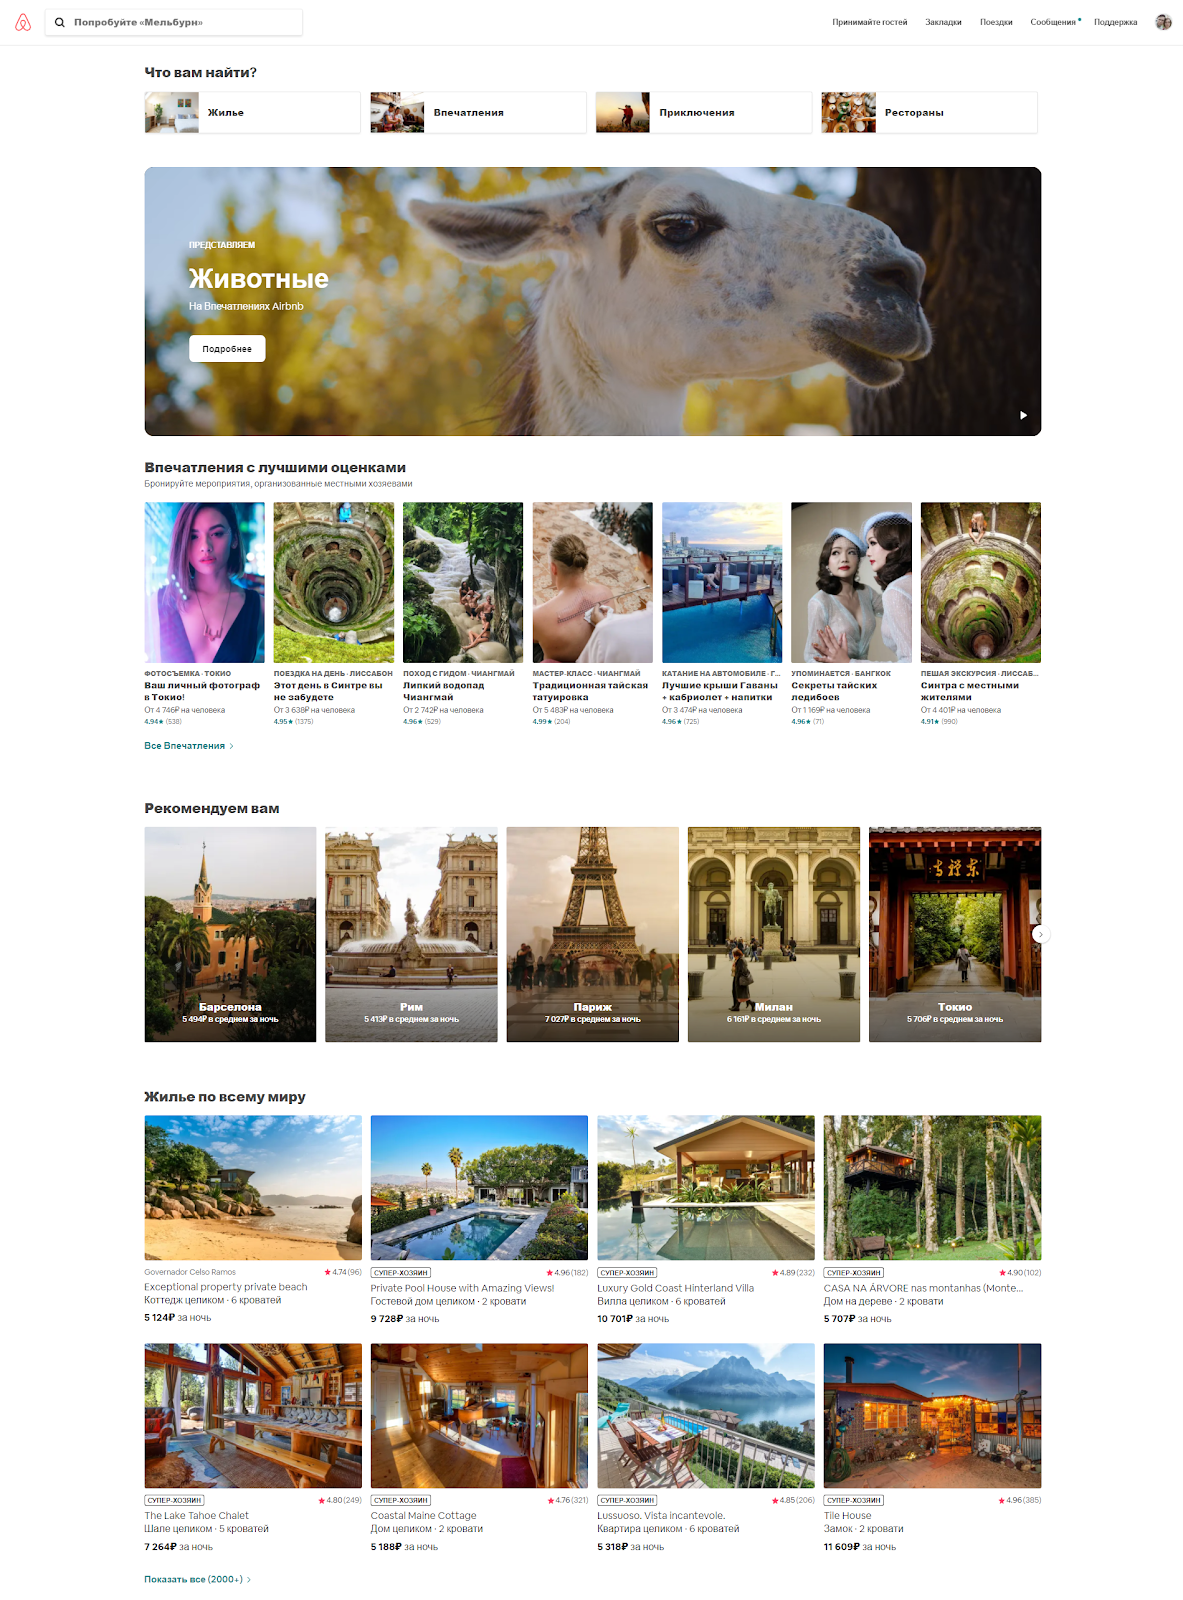 Попробуйте «Мельбурн»
Принимайте гостей Закладки Поездки Сообщения Поддержка
Что вам найти?
Жилье Впечатления Приключения Рестораны
ПРЕДСТАВЛЯЕМ
Животные
На Впечатлениях Airbnb
Подробнее
Впечатления с лучшими оценками
Бронируйте мероприятия, организованные местными хозяевами
ФОТОСЪЕМКА · ТОКИО
Ваш личный фотограф
в Токио!
От 4 746₽ на человека
4.94★ (538)
ПОЕЗДКА НА ДЕНЬ · ЛИССАБОН
Этот день в Синтре вы
не забудете
От 3 638₽ на человека
4.95★ (1375)
ПОХОД С ГИДОМ · ЧИАНГМАЙ
Липкий водопад
Чиангмай
От 2 742₽ на человека
4.96★ (529)
МАСТЕР-КЛАСС · ЧИАНГМАЙ
Традиционная тайская
татуировка
От 5 483₽ на человека
4.99★ (204)
КАТАНИЕ НА АВТОМОБИЛЕ · Г...
Лучшие крыши Гаваны
+ кабриолет + напитки
От 3 474₽ на человека
4.96★ (725)
УПОМИНАЕТСЯ · БАНГКОК
Секреты тайских
ледибоев
От 1 169₽ на человека
4.96★ (71)
ПЕШАЯ ЭКСКУРСИЯ · ЛИССАБ...
Синтра с местными
жителями
От 4 401₽ на человека
4.91★ (990)
Все Впечатления
Рекомендуем вам
Барселона
5 494₽ в среднем за ночь
Рим
5 413₽ в среднем за ночь
Париж
7 027₽ в среднем за ночь
Милан
6 161₽ в среднем за ночь
Токио
5 706₽ в среднем за ночь
Жилье по всему миру
Governador Celso Ramos ★4.74(96)
Exceptional property private beach
Коттедж целиком · 6 кроватей
5 124₽ за ночь
СУПЕР-ХОЗЯИН ★4.96(182)
Private Pool House with Amazing Views!
Гостевой дом целиком · 2 кровати
9 728₽ за ночь
СУПЕР-ХОЗЯИН ★4.89(232)
Luxury Gold Coast Hinterland Villa
Вилла целиком · 6 кроватей
10 701₽ за ночь
СУПЕР-ХОЗЯИН ★4.90(102)
CASA NA ÁRVORE nas montanhas (Monte...
Дом на дереве · 2 кровати
5 707₽ за ночь
СУПЕР-ХОЗЯИН ★4.80(249)
The Lake Tahoe Chalet
Шале целиком · 5 кроватей
7 264₽ за ночь
СУПЕР-ХОЗЯИН ★4.76(321)
Coastal Maine Cottage
Дом целиком · 2 кровати
5 188₽ за ночь
СУПЕР-ХОЗЯИН ★4.85(206)
Lussuoso. Vista incantevole.
Квартира целиком · 6 кроватей
5 318₽ за ночь
СУПЕР-ХОЗЯИН ★4.96(385)
Tile House
Замок · 2 кровати
11 609₽ за ночь
Показать все (2000+)